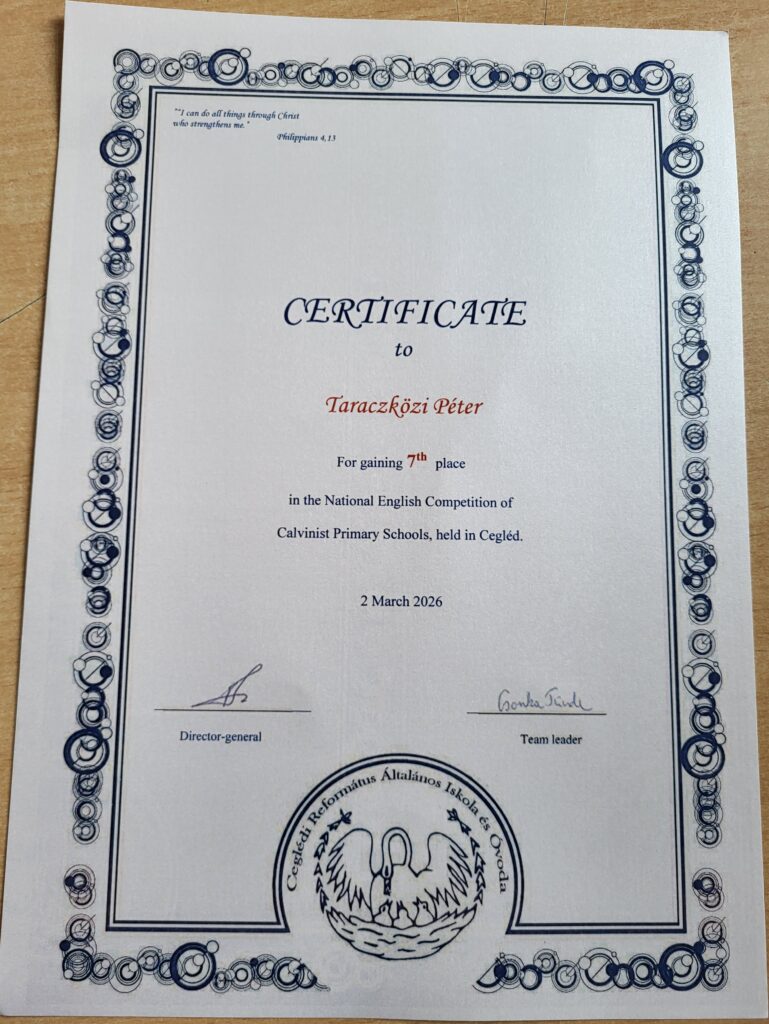 "'I can do all things through Christ
who strengthens me."
Philippians 4,13
CERTIFICATE
to
Taraczközi Péter
For gaining 7th place
in the National English Competition of
Calvinist Primary Schools, held in Cegléd.
2 March 2026
Csonka Tünde
Director-general
Team leader
Ceglédi Református Általános Iskola és Óvoda